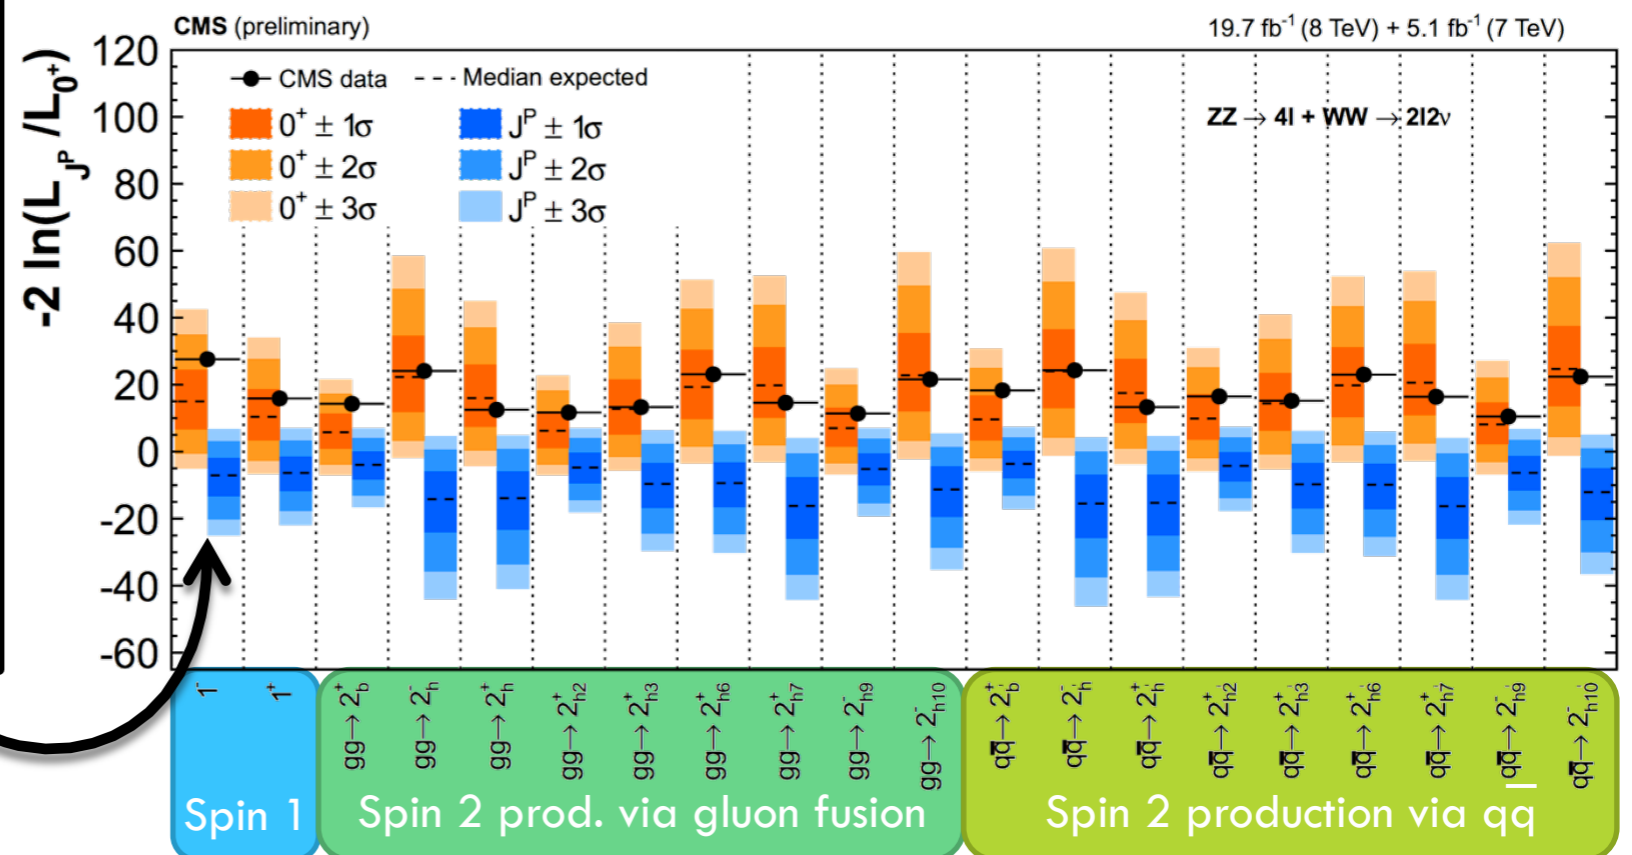 CMS (preliminary)
19.7 fb⁻¹ (8 TeV) + 5.1 fb⁻¹ (7 TeV)
-2 ln(L_Jᴾ /L_0⁺)
120
100
80
60
40
20
0
-20
-40
-60
CMS data
Median expected
0⁺ ± 1σ
Jᴾ ± 1σ
0⁺ ± 2σ
Jᴾ ± 2σ
0⁺ ± 3σ
Jᴾ ± 3σ
ZZ → 4l + WW → 2l2ν
1⁻
1⁺
gg→ 2⁺_b
gg→ 2⁻_h
gg→ 2⁺_h
gg→ 2⁺_h2
gg→ 2⁺_h3
gg→ 2⁺_h6
gg→ 2⁺_h7
gg→ 2⁻_h9
gg→ 2⁻_h10
qq̅→ 2⁺_b
qq̅→ 2⁻_h
qq̅→ 2⁺_h
qq̅→ 2⁺_h2
qq̅→ 2⁺_h3
qq̅→ 2⁺_h6
qq̅→ 2⁺_h7
qq̅→ 2⁻_h9
qq̅→ 2⁻_h10
Spin 1
Spin 2 prod. via gluon fusion
Spin 2 production via qq̅